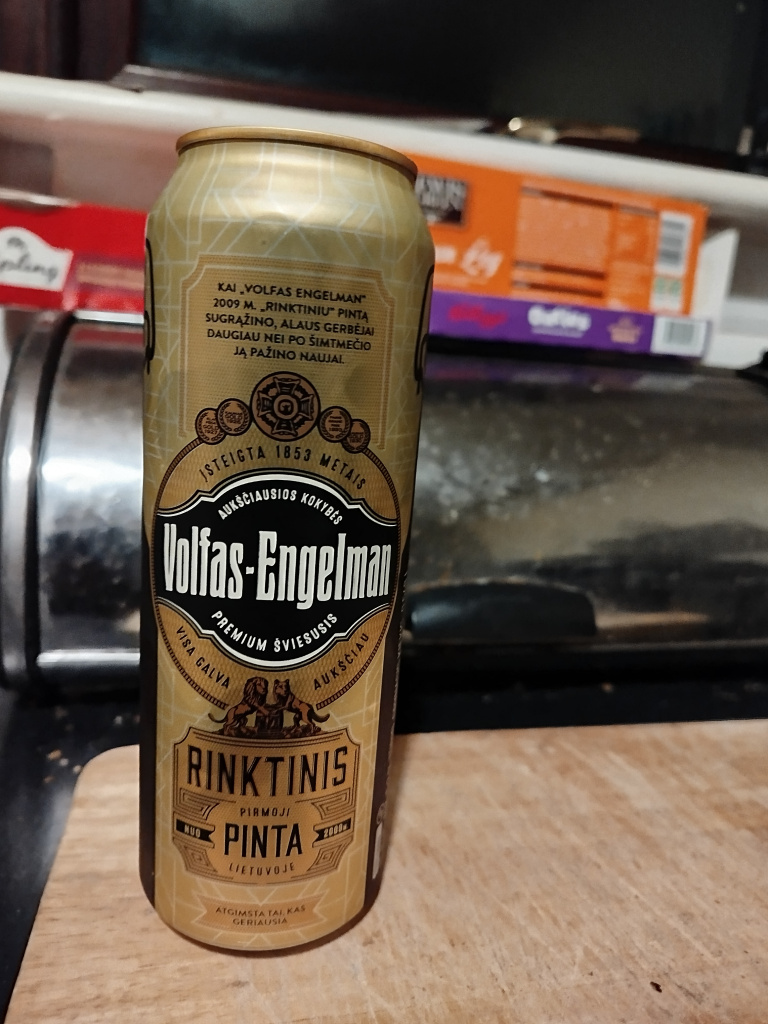 KAI „VOLFAS ENGELMAN"
2009 M. „RINKTINIU" PINTĄ
SUGRĄŽINO, ALAUS GERBĖJAI
DAUGIAU NEI PO ŠIMTMEČIO
JĄ PAŽINO NAUJAI.
ĮSTEIGTA 1853 METAIS
AUKŠČIAUSIOS KOKYBĖS
Volfas-Engelman
PREMIUM ŠVIESUSIS
VISA GALVA AUKŠČIAU
RINKTINIS
PIRMOJI
NUO PINTA 2009M
LIETUVOJE
ATGIMSTA TAI, KAS
GERIAUSIA